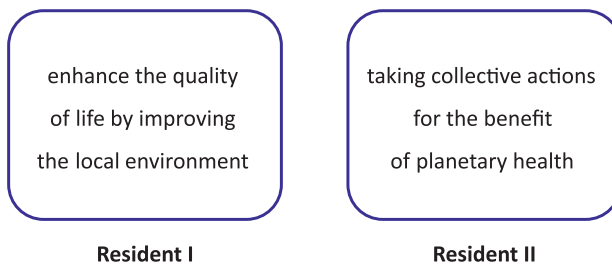 enhance the quality
of life by improving
the local environment
Resident I
taking collective actions
for the benefit
of planetary health
Resident II